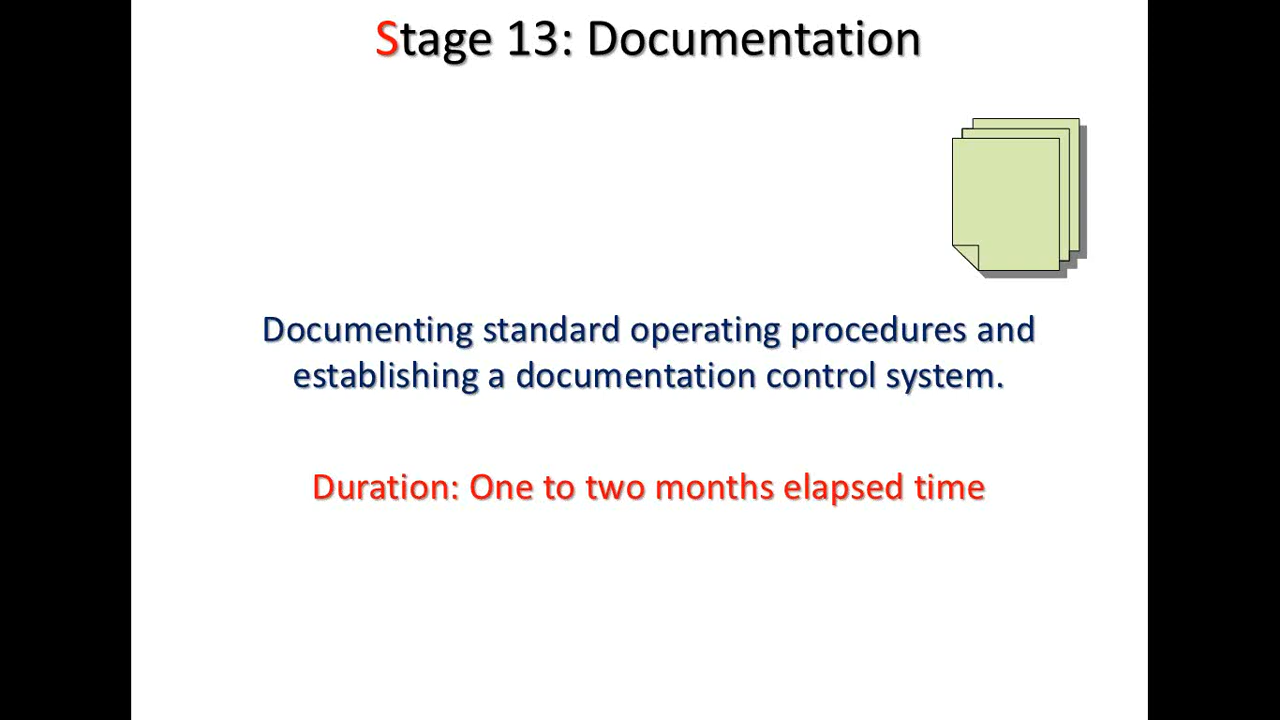 Stage 13: Documentation
Documenting standard operating procedures and
establishing a documentation control system.
Duration: One to two months elapsed time